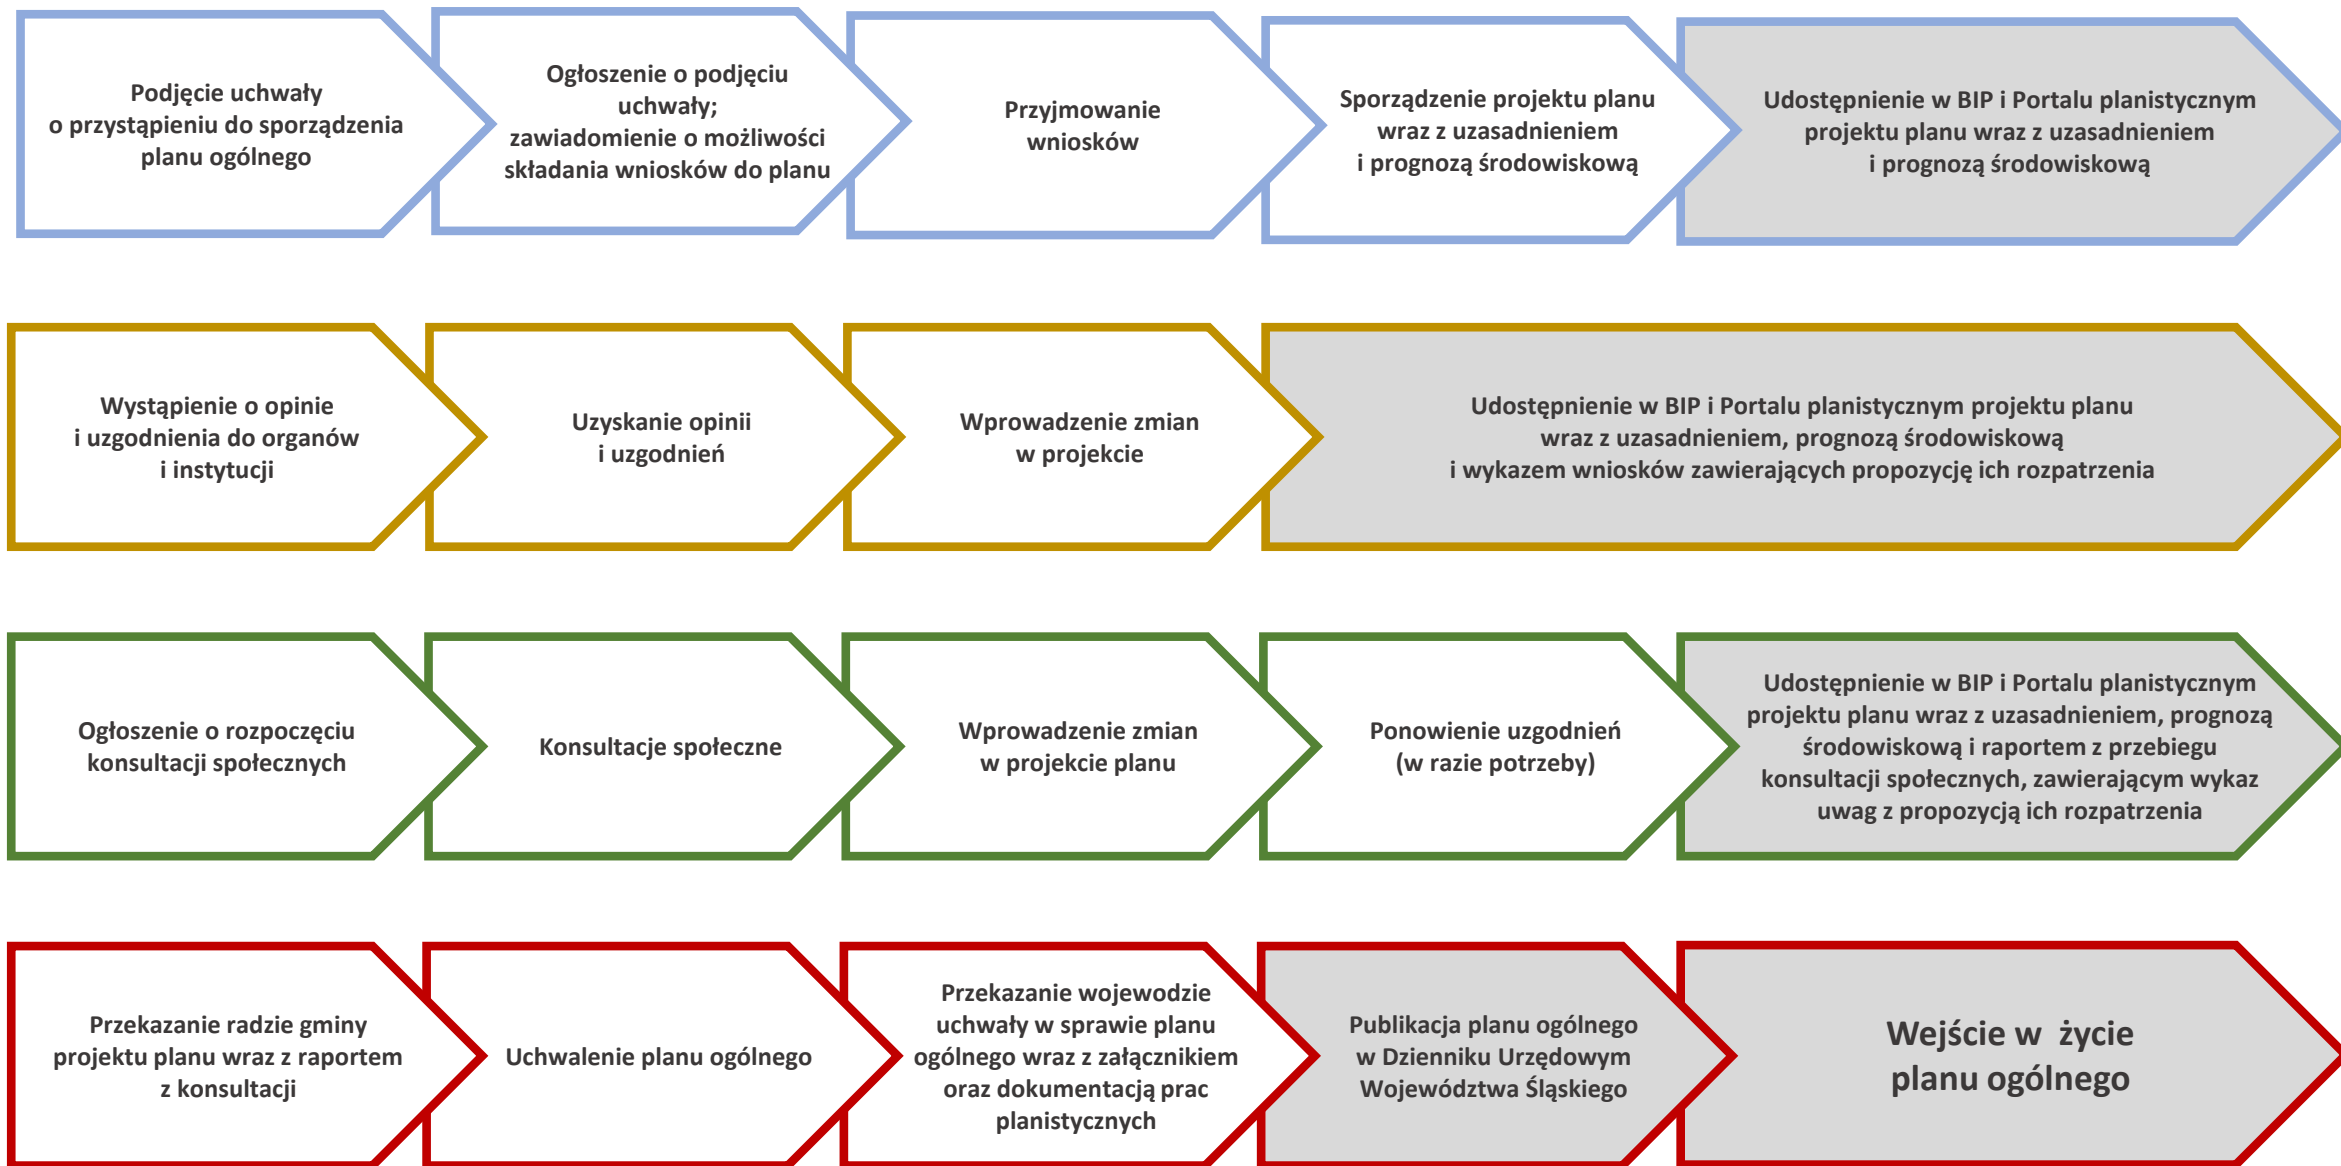 Podjęcie uchwały
o przystąpieniu do sporządzenia
planu ogólnego
Ogłoszenie o podjęciu
uchwały;
zawiadomienie o możliwości
składania wniosków do planu
Przyjmowanie
wniosków
Sporządzenie projektu planu
wraz z uzasadnieniem
i prognozą środowiskową
Udostępnienie w BIP i Portalu planistycznym
projektu planu wraz z uzasadnieniem
i prognozą środowiskową
Wystąpienie o opinie
i uzgodnienia do organów
i instytucji
Uzyskanie opinii
i uzgodnień
Wprowadzenie zmian
w projekcie
Udostępnienie w BIP i Portalu planistycznym projektu planu
wraz z uzasadnieniem, prognozą środowiskową
i wykazem wniosków zawierających propozycję ich rozpatrzenia
Ogłoszenie o rozpoczęciu
konsultacji społecznych
Konsultacje społeczne
Wprowadzenie zmian
w projekcie planu
Ponowienie uzgodnień
(w razie potrzeby)
Udostępnienie w BIP i Portalu planistycznym
projektu planu wraz z uzasadnieniem, prognozą
środowiskową i raportem z przebiegu
konsultacji społecznych, zawierającym wykaz
uwag z propozycją ich rozpatrzenia
Przekazanie radzie gminy
projektu planu wraz z raportem
z konsultacji
Uchwalenie planu ogólnego
Przekazanie wojewodzie
uchwały w sprawie planu
ogólnego wraz z załącznikiem
oraz dokumentacją prac
planistycznych
Publikacja planu ogólnego
w Dzienniku Urzędowym
Województwa Śląskiego
Wejście w życie
planu ogólnego